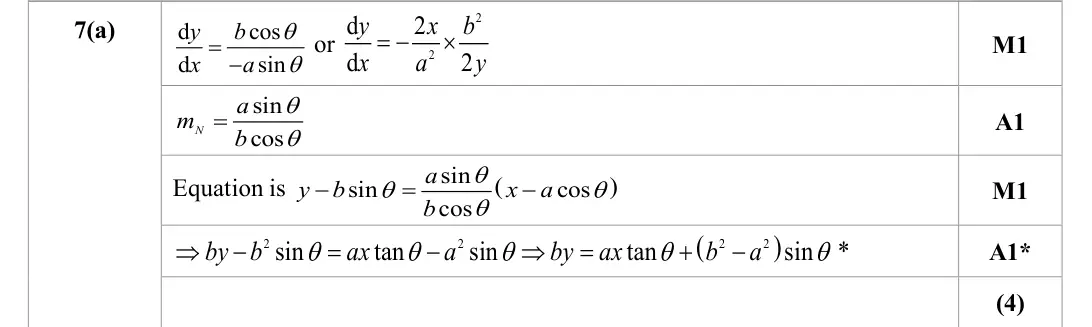 7(a) dy/dx = b cos θ / −a sin θ or dy/dx = − 2x/a² × b²/2y M1
m_N = a sin θ / b cos θ A1
Equation is y − b sin θ = a sin θ / b cos θ (x − a cos θ) M1
⇒ by − b² sin θ = ax tan θ − a² sin θ ⇒ by = ax tan θ + (b² − a²) sin θ * A1*
(4)